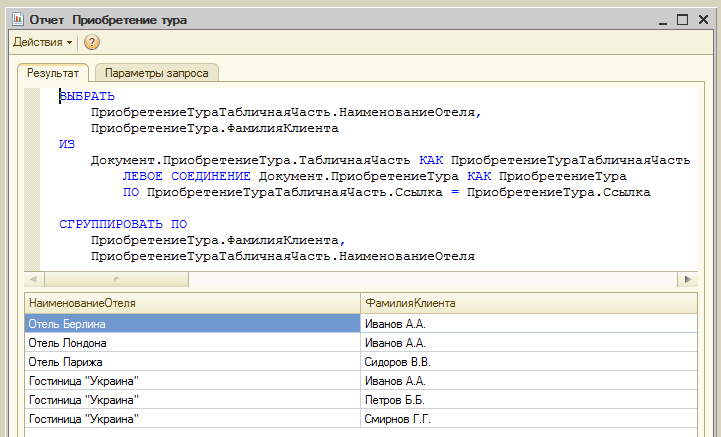 Отчет Приобретение тура
Действия
?
Результат
Параметры запроса
ВЫБРАТЬ
ПриобретениеТураТабличнаяЧасть.НаименованиеОтеля,
ПриобретениеТура.ФамилияКлиента
ИЗ
Документ.ПриобретениеТура.ТабличнаяЧасть КАК ПриобретениеТураТабличнаяЧасть
ЛЕВОЕ СОЕДИНЕНИЕ Документ.ПриобретениеТура КАК ПриобретениеТура
ПО ПриобретениеТураТабличнаяЧасть.Ссылка = ПриобретениеТура.Ссылка
СГРУППИРОВАТЬ ПО
ПриобретениеТура.ФамилияКлиента,
ПриобретениеТураТабличнаяЧасть.НаименованиеОтеля
НаименованиеОтеля ФамилияКлиента
Отель Берлина Иванов А.А.
Отель Лондона Иванов А.А.
Отель Парижа Сидоров В.В.
Гостиница "Украина" Иванов А.А.
Гостиница "Украина" Петров Б.Б.
Гостиница "Украина" Смирнов Г.Г.